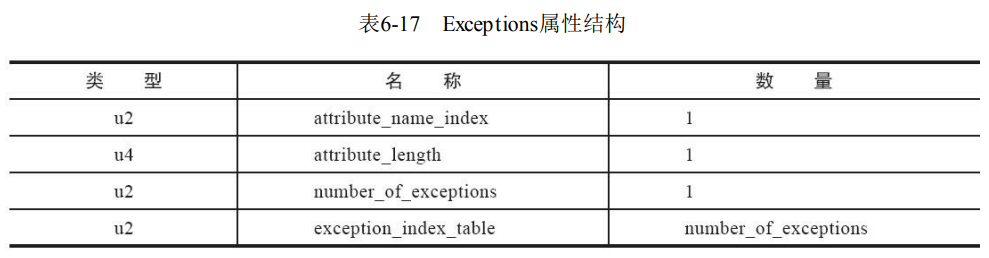 表6-17 Exceptions属性结构
类 型 名 称 数 量
u2 attribute_name_index 1
u4 attribute_length 1
u2 number_of_exceptions 1
u2 exception_index_table number_of_exceptions